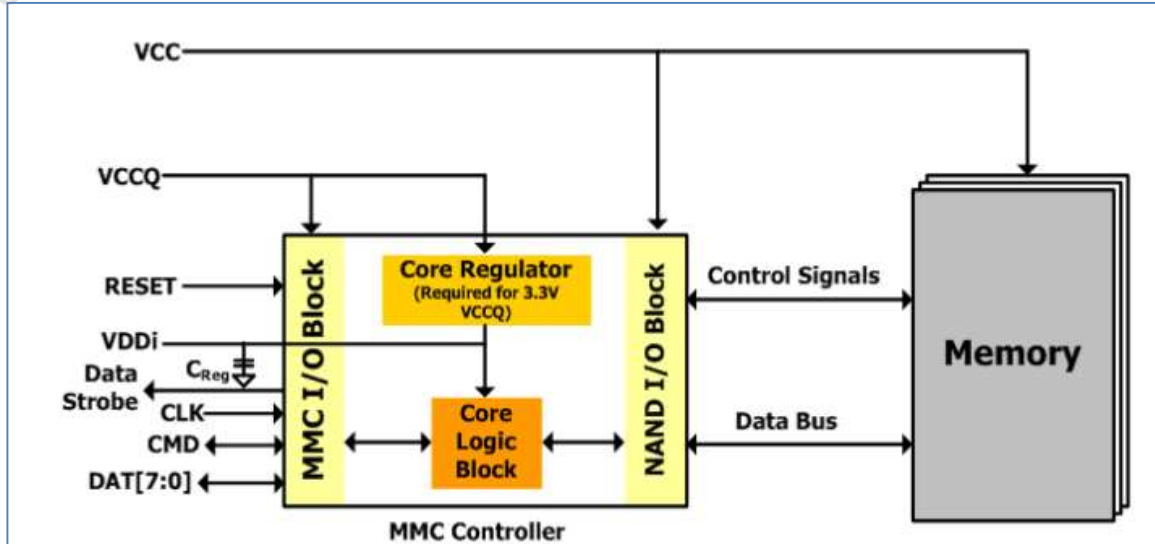 VCC
VCCQ
RESET
VDDi
CReg
Data
Strobe
CLK
CMD
DAT[7:0]
MMC I/O Block
Core Regulator
(Required for 3.3V
VCCQ)
Core
Logic
Block
NAND I/O Block
MMC Controller
Control Signals
Data Bus
Memory